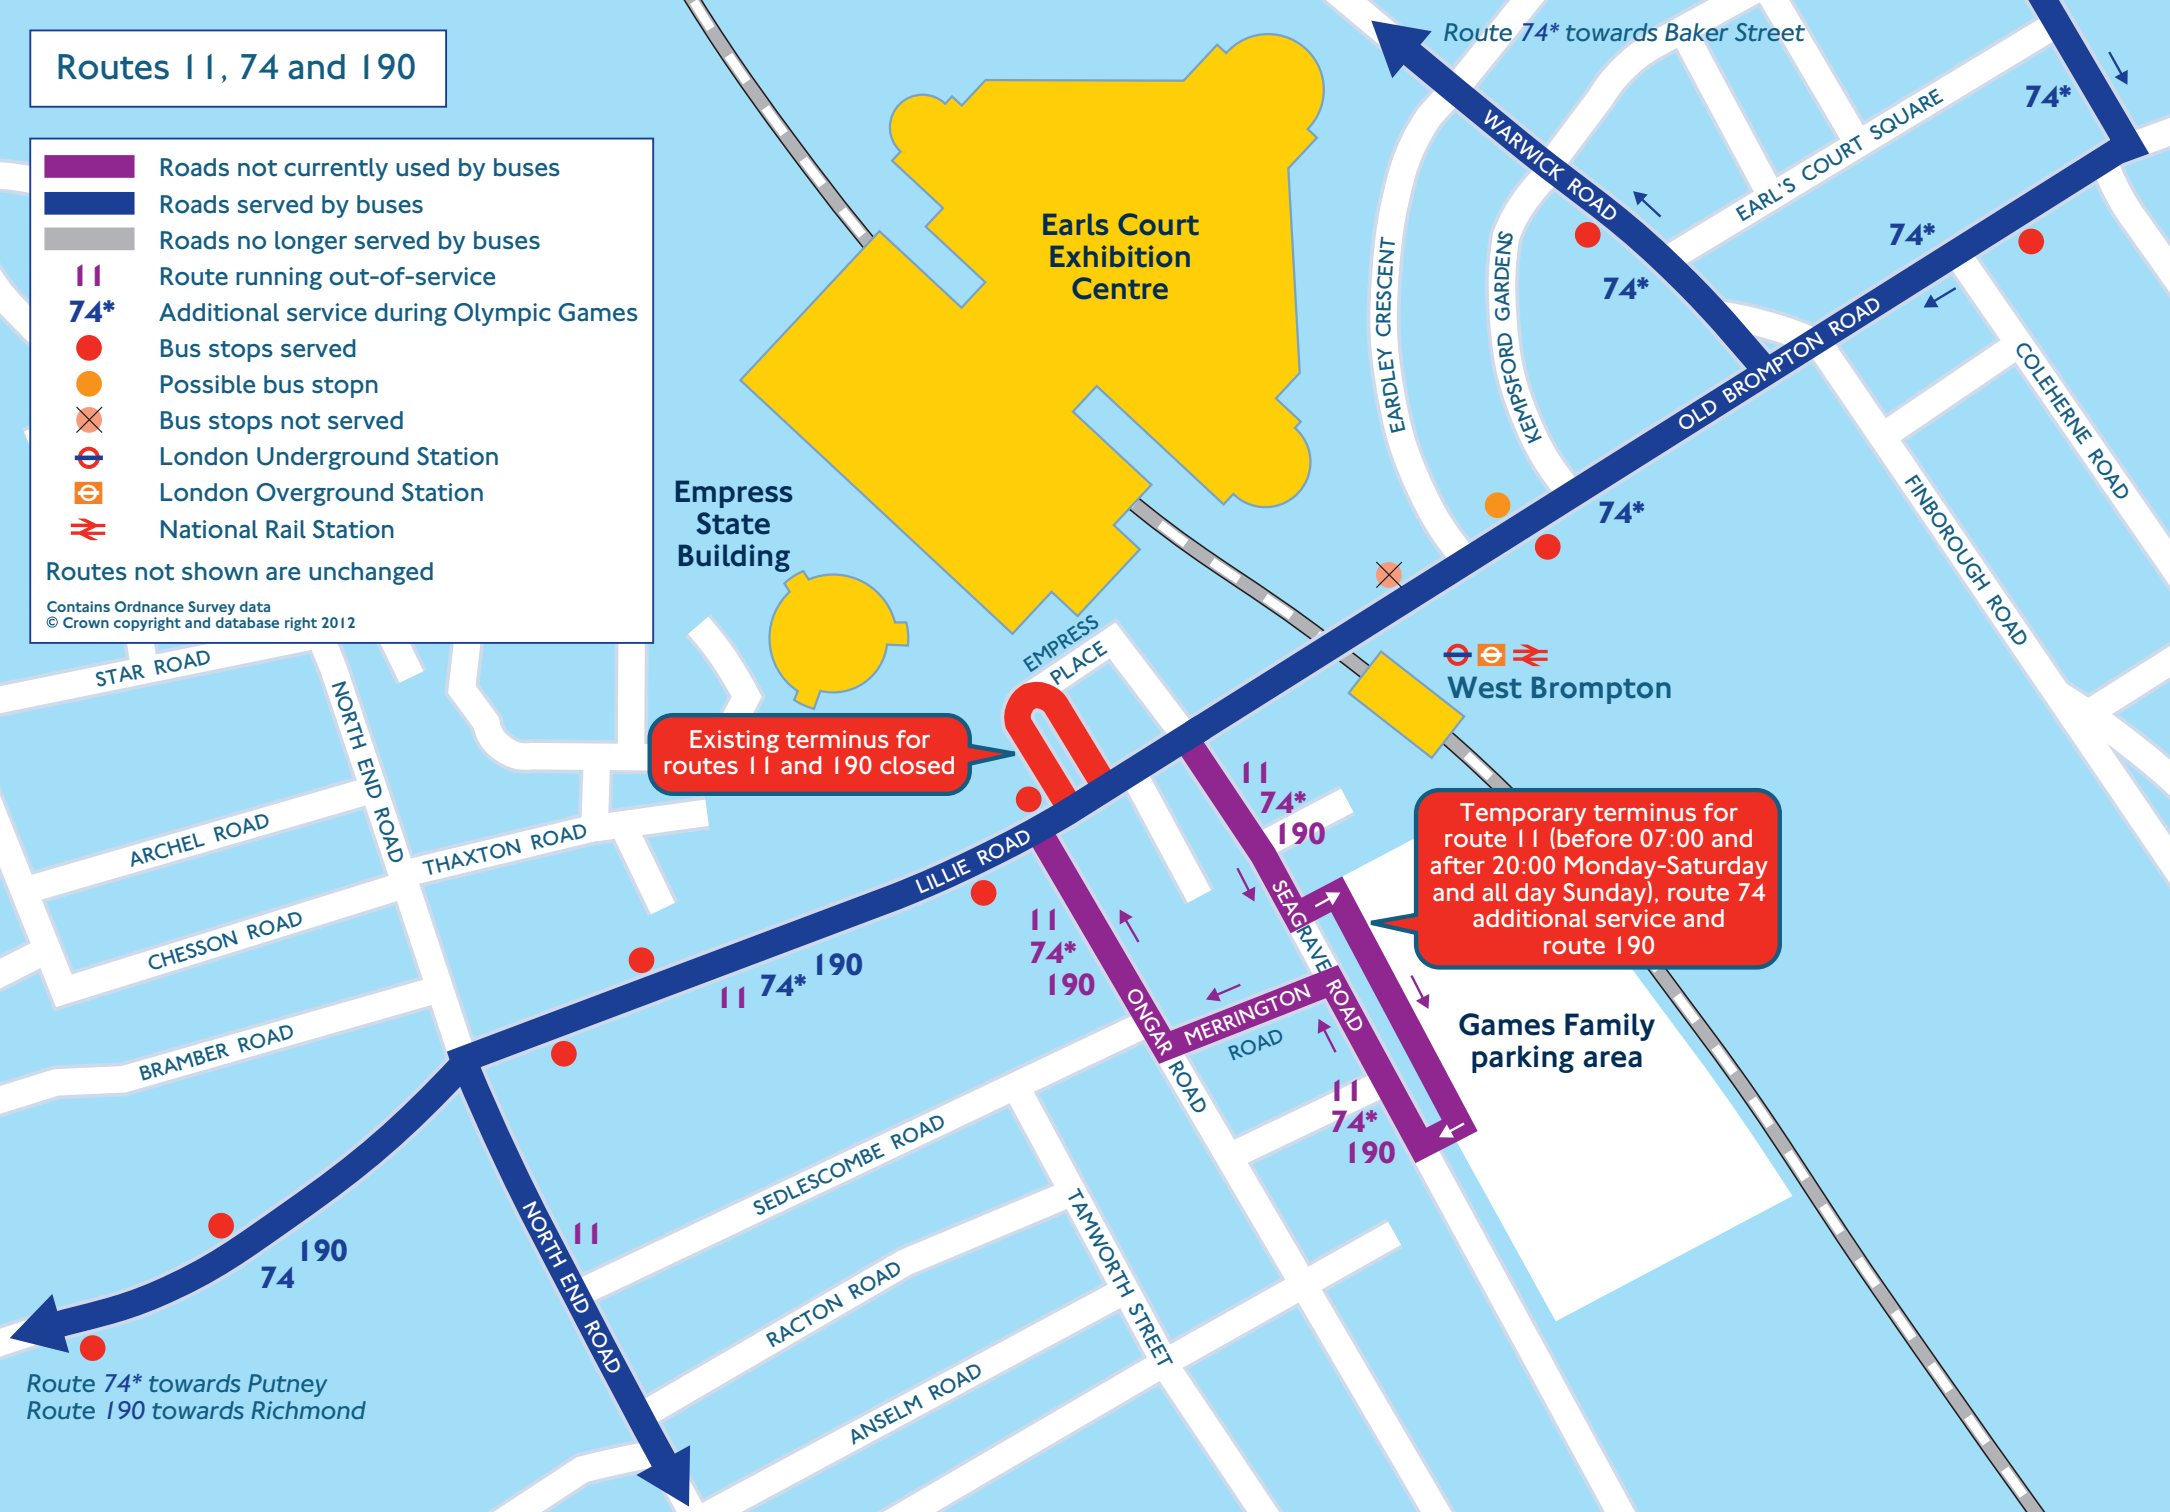 Routes 11, 74 and 190
Roads not currently used by buses
Roads served by buses
Roads no longer served by buses
11 Route running out-of-service
74* Additional service during Olympic Games
Bus stops served
Possible bus stopn
Bus stops not served
London Underground Station
London Overground Station
National Rail Station
Routes not shown are unchanged
Contains Ordnance Survey data
© Crown copyright and database right 2012
Route 74* towards Baker Street
74*
WARWICK ROAD
EARL'S COURT SQUARE
74*
74*
Earls Court
Exhibition
Centre
EARDLEY CRESCENT
KEMPSFORD GARDENS
OLD BROMPTON ROAD
COLEHERNE ROAD
FINBOROUGH ROAD
74*
Empress
State
Building
EMPRESS
PLACE
West Brompton
STAR ROAD
NORTH END ROAD
ARCHEL ROAD
THAXTON ROAD
CHESSON ROAD
BRAMBER ROAD
Existing terminus for
routes 11 and 190 closed
LILLIE ROAD
11
74*
190
Temporary terminus for
route 11 (before 07:00 and
after 20:00 Monday-Saturday
and all day Sunday), route 74
additional service and
route 190
SEAGRAVE ROAD
11
74*
190
11
74*
190
ONGAR ROAD
MERRINGTON
ROAD
Games Family
parking area
11
74*
190
SEDLESCOMBE ROAD
RACTON ROAD
TAMWORTH STREET
ANSELM ROAD
NORTH END ROAD
11
190
74
Route 74* towards Putney
Route 190 towards Richmond